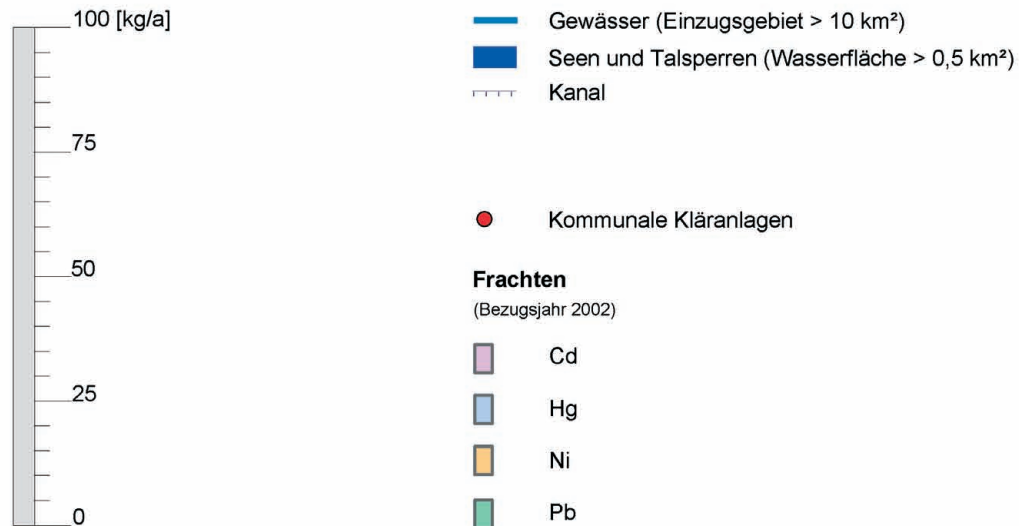 100 [kg/a]
75
50
25
0
Gewässer (Einzugsgebiet > 10 km²)
Seen und Talsperren (Wasserfläche > 0,5 km²)
Kanal
Kommunale Kläranlagen
Frachten
(Bezugsjahr 2002)
Cd
Hg
Ni
Pb